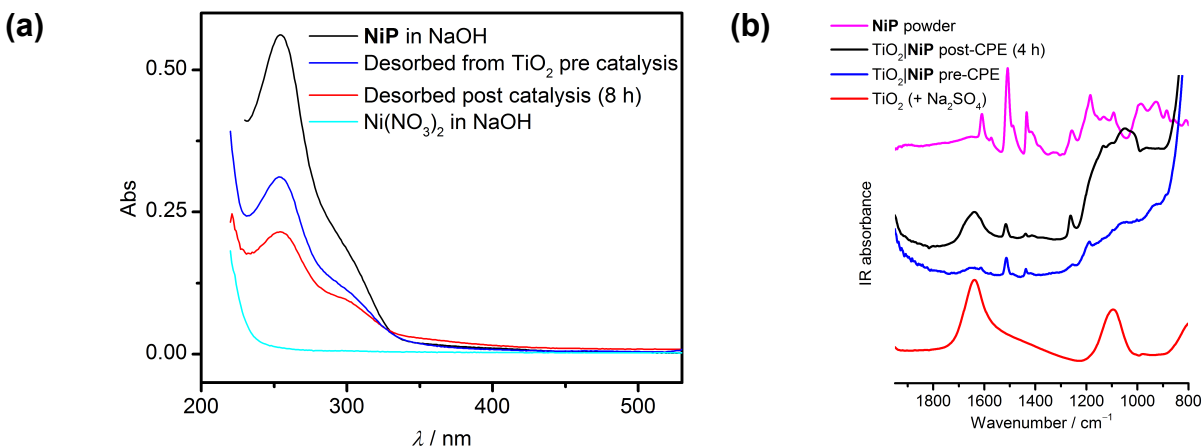 (a)
NiP in NaOH
Desorbed from TiO₂ pre catalysis
Desorbed post catalysis (8 h)
Ni(NO₃)₂ in NaOH
0.50
0.25
0.00
Abs
200
300
400
500
λ / nm
(b)
NiP powder
TiO₂|NiP post-CPE (4 h)
TiO₂|NiP pre-CPE
TiO₂ (+ Na₂SO₄)
IR absorbance
1800
1600
1400
1200
1000
800
Wavenumber / cm⁻¹